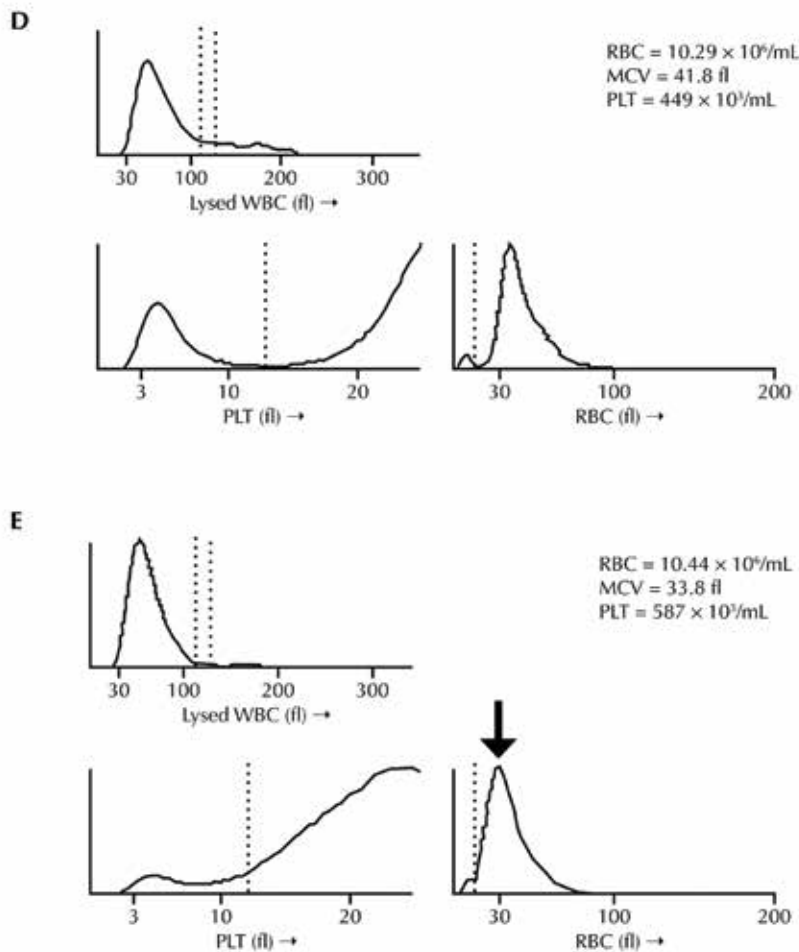 D
RBC = 10.29 × 10⁶/mL
MCV = 41.8 fl
PLT = 449 × 10³/mL
30 100 200 300
Lysed WBC (fl) →
3 10 20
PLT (fl) →
30 100 200
RBC (fl) →
E
RBC = 10.44 × 10⁶/mL
MCV = 33.8 fl
PLT = 587 × 10³/mL
30 100 200 300
Lysed WBC (fl) →
3 10 20
PLT (fl) →
30 100 200
RBC (fl) →